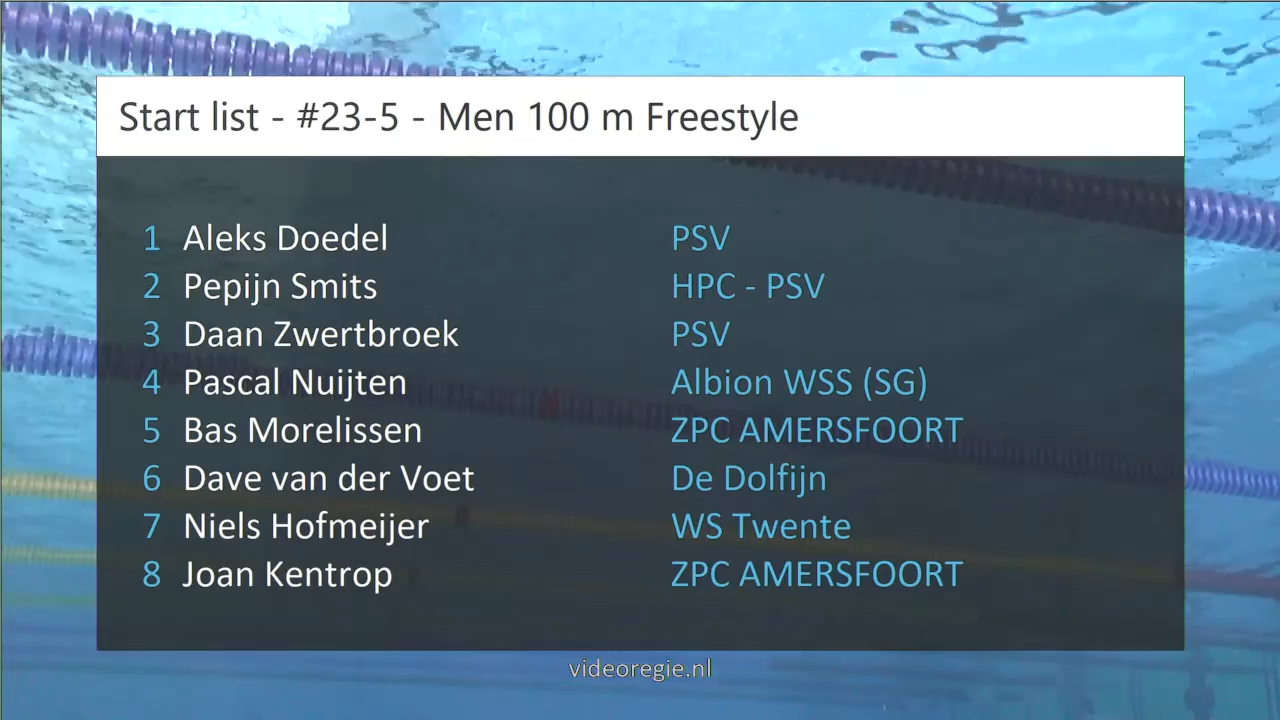 Start list - #23-5 - Men 100 m Freestyle
1 Aleks Doedel PSV
2 Pepijn Smits HPC - PSV
3 Daan Zwertbroek PSV
4 Pascal Nuijten Albion WSS (SG)
5 Bas Morelissen ZPC AMERSFOORT
6 Dave van der Voet De Dolfijn
7 Niels Hofmeijer WS Twente
8 Joan Kentrop ZPC AMERSFOORT
videoregie.nl